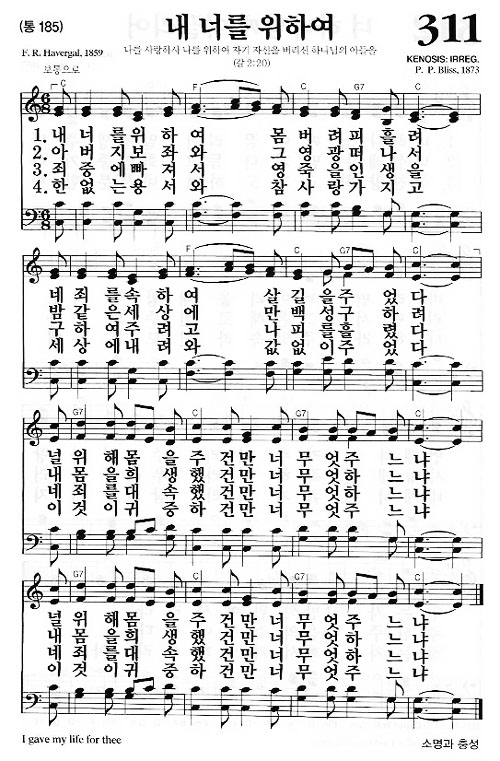 (통 185) 내 너를 위하여 311
F. R. Havergal, 1859 나를 사랑하사 나를 위하여 자기 자신을 버리신 하나님의 아들을 KENOSIS: IRREG.
보통으로 (갈 2:20) P. P. Bliss, 1873
C F C
1. 내 너를 위하여 몸 버려 피 흘려
2. 아버지 보좌와 그 영광 떠나서
3. 죄 중에 빠져서 영 죽을 인생을
4. 한없는 용서와 참 사랑 가지고
C F C G7 C
네 죄를 속하여 살 길을 주었다
밤 같은 세상에 만백성 구하려
구하여 주려고 나 피를 흘렸다
세상에 내려와 값없이 주었다
G7 C G7 C
널 위해 몸을 주건만 너 무엇 주느냐
내 몸을 희생했건만 너 무엇 하느냐
네 죄를 대속했건만 너 무엇 하느냐
이것이 귀중하건만 너 무엇 주느냐
G7 C G7 C
널 위해 몸을 주건만 너 무엇 주느냐
내 몸을 희생했건만 너 무엇 하느냐
네 죄를 대속했건만 너 무엇 하느냐
이것이 귀중하건만 너 무엇 주느냐
I gave my life for thee 소명과 충성